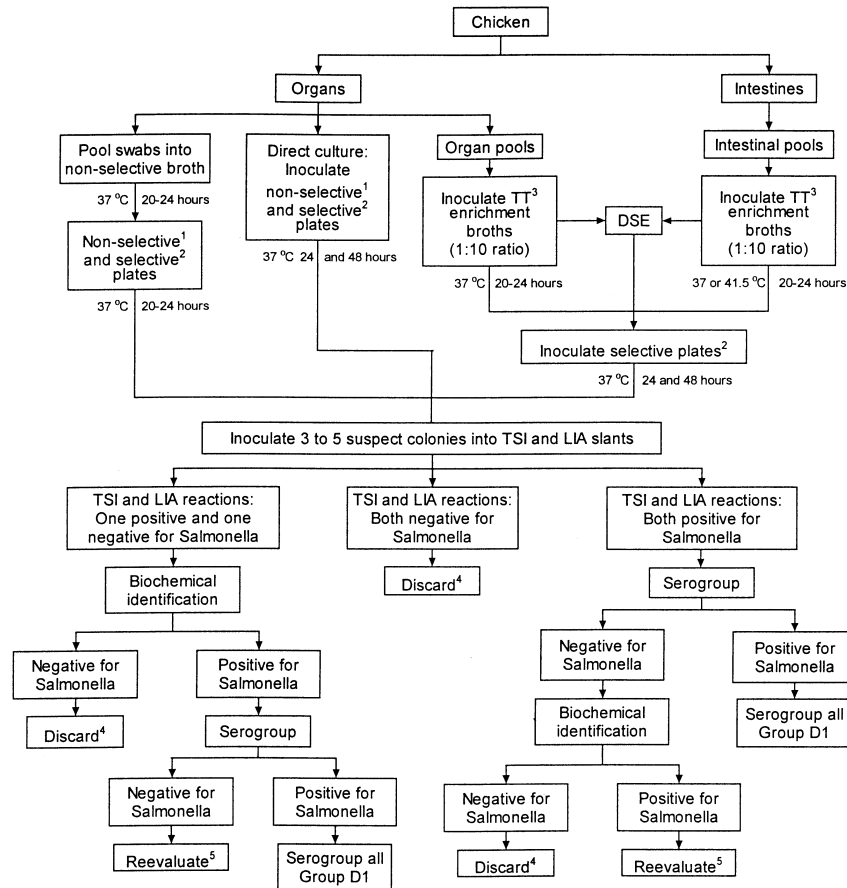 Chicken
Organs
Intestines
Pool swabs into
non-selective broth
Direct culture:
Inoculate
non-selective¹
and selective²
plates
Organ pools
Intestinal pools
Inoculate TT³
enrichment
broths
(1:10 ratio)
DSE
Inoculate TT³
enrichment
broths
(1:10 ratio)
37 °C 20-24 hours
Non-selective¹
and selective²
plates
37 °C 24 and 48 hours
37 °C 20-24 hours
37 or 41.5 °C 20-24 hours
37 °C 20-24 hours
Inoculate selective plates²
37 °C 24 and 48 hours
Inoculate 3 to 5 suspect colonies into TSI and LIA slants
TSI and LIA reactions:
One positive and one
negative for Salmonella
TSI and LIA reactions:
Both negative for
Salmonella
TSI and LIA reactions:
Both positive for
Salmonella
Biochemical
identification
Discard⁴
Serogroup
Negative for
Salmonella
Positive for
Salmonella
Negative for
Salmonella
Positive for
Salmonella
Discard⁴
Serogroup
Biochemical
identification
Serogroup all
Group D1
Negative for
Salmonella
Positive for
Salmonella
Negative for
Salmonella
Positive for
Salmonella
Reevaluate⁵
Serogroup all
Group D1
Discard⁴
Reevaluate⁵